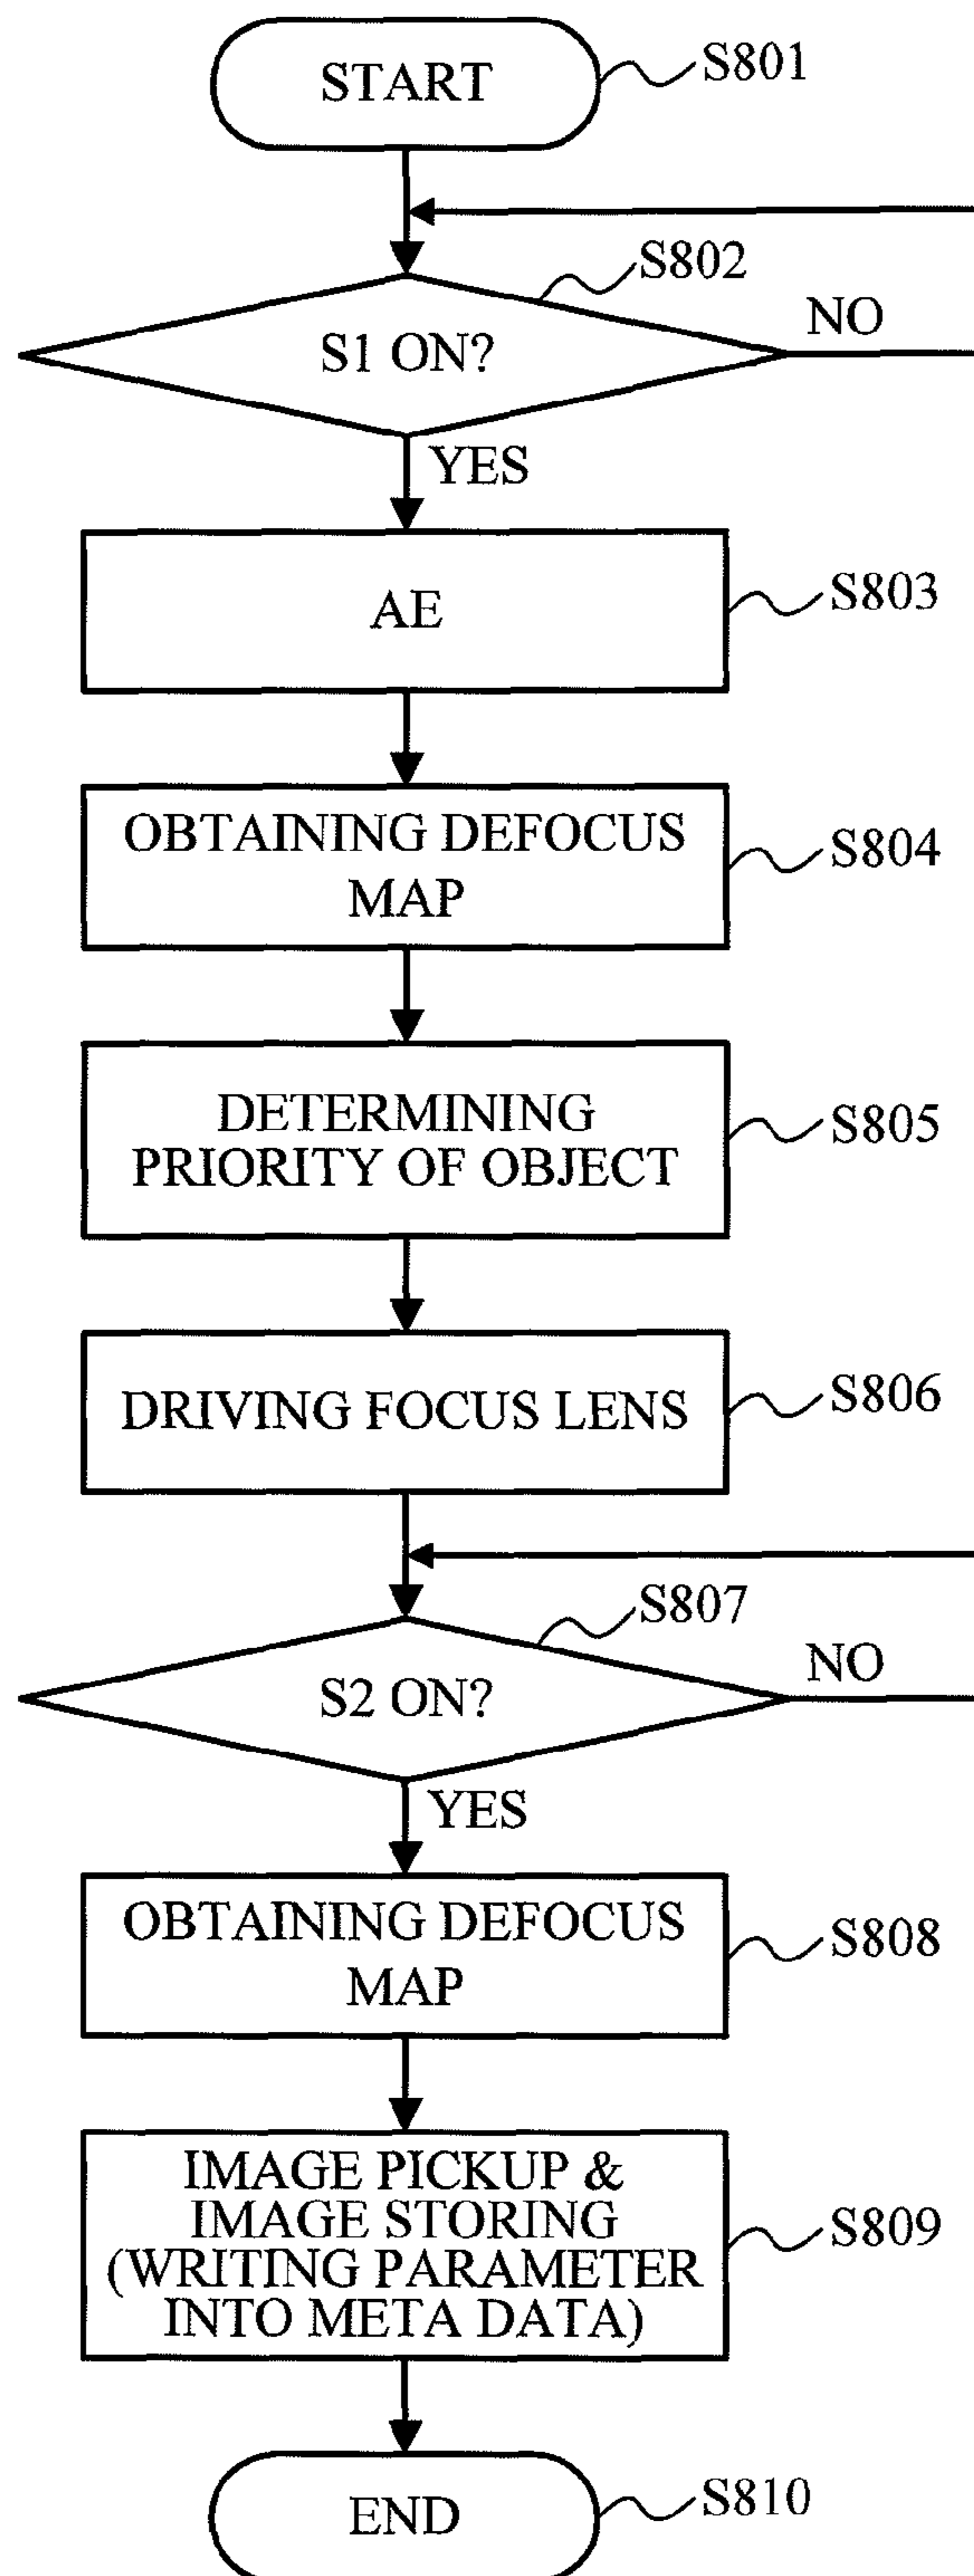 START
S801
S802
S1 ON?
NO
YES
AE
S803
OBTAINING DEFOCUS
MAP
S804
DETERMINING
PRIORITY OF OBJECT
S805
DRIVING FOCUS LENS
S806
S807
S2 ON?
NO
YES
OBTAINING DEFOCUS
MAP
S808
IMAGE PICKUP &
IMAGE STORING
(WRITING PARAMETER
INTO META DATA)
S809
END
S810